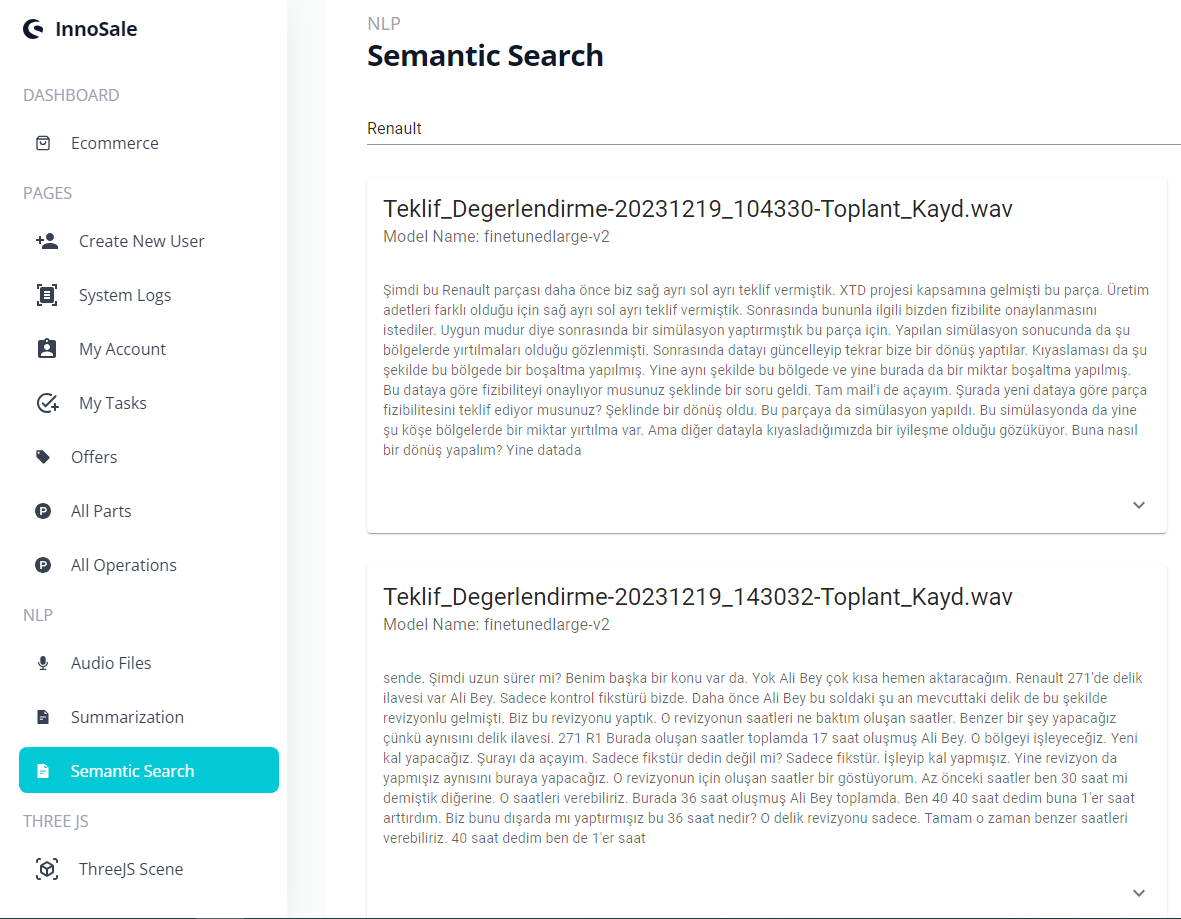 InnoSale
DASHBOARD
Ecommerce
PAGES
Create New User
System Logs
My Account
My Tasks
Offers
All Parts
All Operations
NLP
Audio Files
Summarization
Semantic Search
THREE JS
ThreeJS Scene
NLP
Semantic Search
Renault
Teklif_Degerlendirme-20231219_104330-Toplant_Kayd.wav
Model Name: finetunedlarge-v2
Şimdi bu Renault parçası daha önce biz sağ ayrı sol ayrı teklif vermiştik. XTD projesi kapsamına gelmişti bu parça. Üretim
adetleri farklı olduğu için sağ ayrı sol ayrı teklif vermiştik. Sonrasında bununla ilgili bizden fizibilite onaylanmasını
istediler. Uygun mudur diye sonrasında bir simülasyon yaptırmıştık bu parça için. Yapılan simülasyon sonucunda da şu
bölgelerde yırtılmaları olduğu gözlenmişti. Sonrasında datayı güncelleyip tekrar bize bir dönüş yaptılar. Kıyaslaması da şu
şekilde bu bölgede bir boşaltma yapılmış. Yine aynı şekilde bu bölgede ve yine burada da bir miktar boşaltma yapılmış.
Bu dataya göre fizibiliteyi onaylıyor musunuz şeklinde bir soru geldi. Tam mail'i de açayım. Şurada yeni dataya göre parça
fizibilitesini teklif ediyor musunuz? Şeklinde bir dönüş oldu. Bu parçaya da simülasyon yapıldı. Bu simülasyonda da yine
şu köşe bölgelerde bir miktar yırtılma var. Ama diğer datayla kıyasladığımızda bir iyileşme olduğu gözüküyor. Buna nasıl
bir dönüş yapalım? Yine datada
Teklif_Degerlendirme-20231219_143032-Toplant_Kayd.wav
Model Name: finetunedlarge-v2
sende. Şimdi uzun sürer mi? Benim başka bir konu var da. Yok Ali Bey çok kısa hemen aktaracağım. Renault 271'de delik
ilavesi var Ali Bey. Sadece kontrol fikstürü bizde. Daha önce Ali Bey bu soldaki şu an mevcuttaki delik de bu şekilde
revizyonlu gelmişti. Biz bu revizyonu yaptık. O revizyonun saatleri ne baktım oluşan saatler. Benzer bir şey yapacağız
çünkü aynısını delik ilavesi. 271 R1 Burada oluşan saatler toplamda 17 saat oluşmuş Ali Bey. O bölgeyi işleyeceğiz. Yeni
kal yapacağız. Şurayı da açayım. Sadece fikstür dedin değil mi? Sadece fikstür. İşleyip kal yapmışız. Yine revizyon da
yapmışız aynısını buraya yapacağız. O revizyonun için oluşan saatler bir göstüyorum. Az önceki saatler ben 30 saat mi
demiştik diğerine. O saatleri verebiliriz. Burada 36 saat oluşmuş Ali Bey toplamda. Ben 40 40 saat dedim buna 1'er saat
arttırdım. Biz bunu dışarda mı yaptırmışız bu 36 saat nedir? O delik revizyonu sadece. Tamam o zaman benzer saatleri
verebiliriz. 40 saat dedim ben de 1'er saat